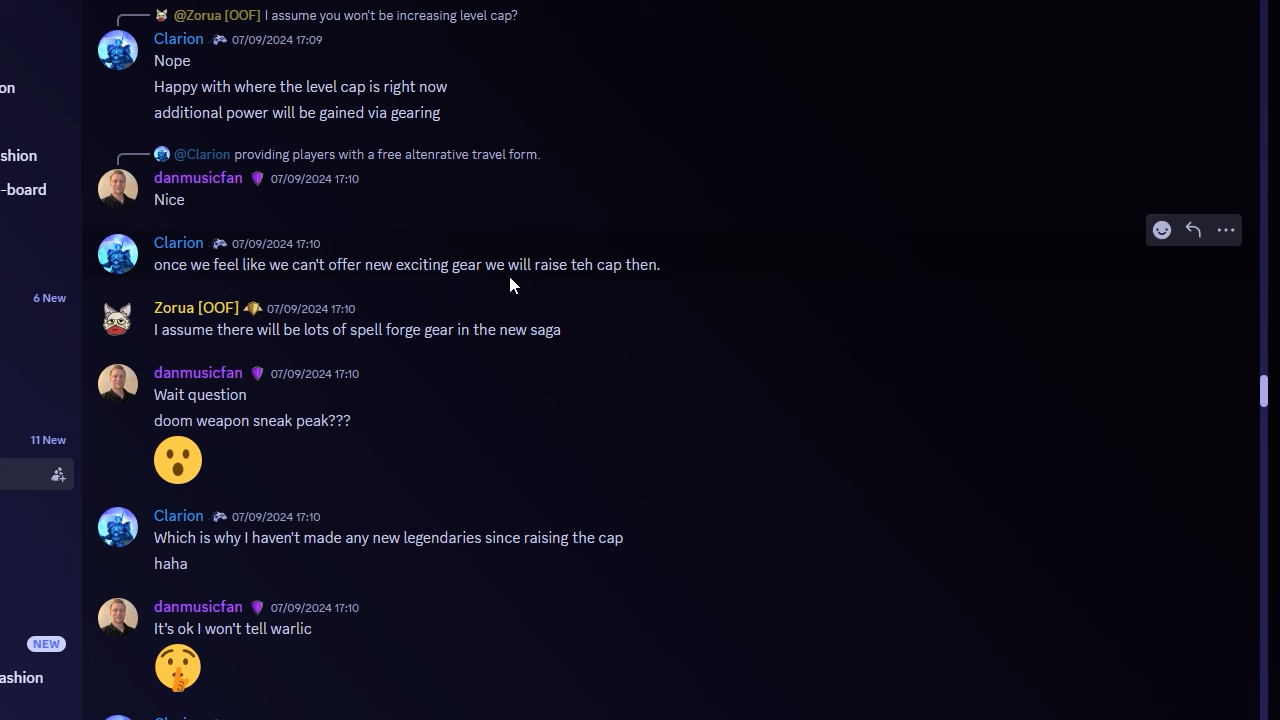 @Zorua [OOF] I assume you won't be increasing level cap?
Clarion 07/09/2024 17:09
Nope
Happy with where the level cap is right now
additional power will be gained via gearing
@Clarion providing players with a free altenrative travel form.
danmusicfan 07/09/2024 17:10
Nice
Clarion 07/09/2024 17:10
once we feel like we can't offer new exciting gear we will raise teh cap then.
Zorua [OOF] 07/09/2024 17:10
I assume there will be lots of spell forge gear in the new saga
danmusicfan 07/09/2024 17:10
Wait question
doom weapon sneak peak???
Clarion 07/09/2024 17:10
Which is why I haven't made any new legendaries since raising the cap
haha
danmusicfan 07/09/2024 17:10
It's ok I won't tell warlic
on
shion
-board
6 New
11 New
NEW
ashion